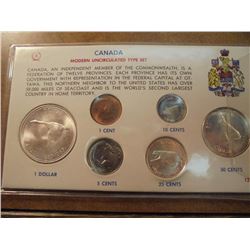 CANADA
MODERN UNCIRCULATED TYPE SET
CANADA, AN INDEPENDENT MEMBER OF THE COMMONWEALTH, IS A
FEDERATION OF TWELVE PROVINCES. EACH PROVINCE HAS ITS OWN
GOVERNMENT WITH REPRESENTATION IN THE FEDERAL CAPITAL AT OT-
TAWA. THIS NORTHERN NEIGHBOR TO THE UNITED STATES HAS OVER
59,000 MILES OF SEACOAST AND IS THE WORLD'S SECOND LARGEST
COUNTRY IN HOME TERRITORY.
1 CENT
10 CENTS
1 DOLLAR
5 CENTS
25 CENTS
50 CENTS